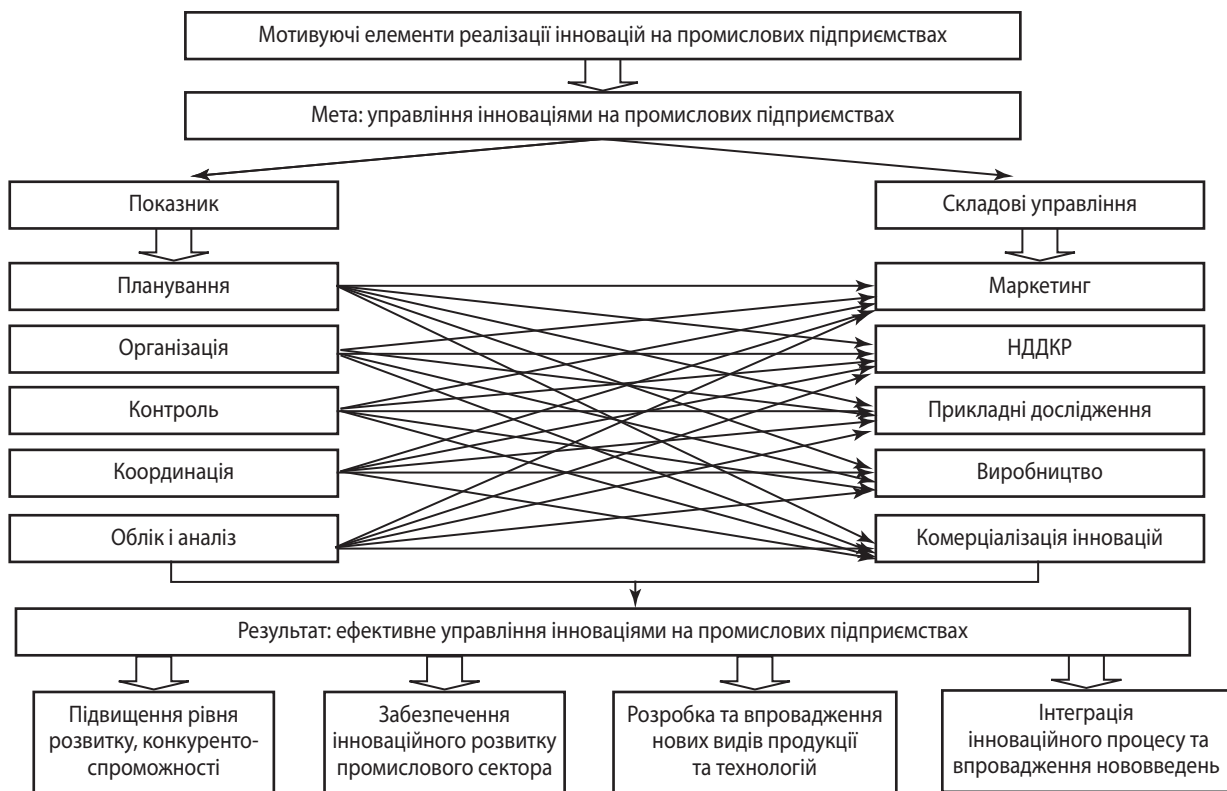 Мотивуючі елементи реалізації інновацій на промислових підприємствах
Мета: управління інноваціями на промислових підприємствах
Показник
Складові управління
Планування
Маркетинг
Організація
НДДКР
Контроль
Прикладні дослідження
Координація
Виробництво
Облік і аналіз
Комерціалізація інновацій
Результат: ефективне управління інноваціями на промислових підприємствах
Підвищення рівня
розвитку, конкуренто-
спроможності
Забезпечення
інноваційного розвитку
промислового сектора
Розробка та впровадження
нових видів продукції
та технологій
Інтеграція
інноваційного процесу та
впровадження нововведень